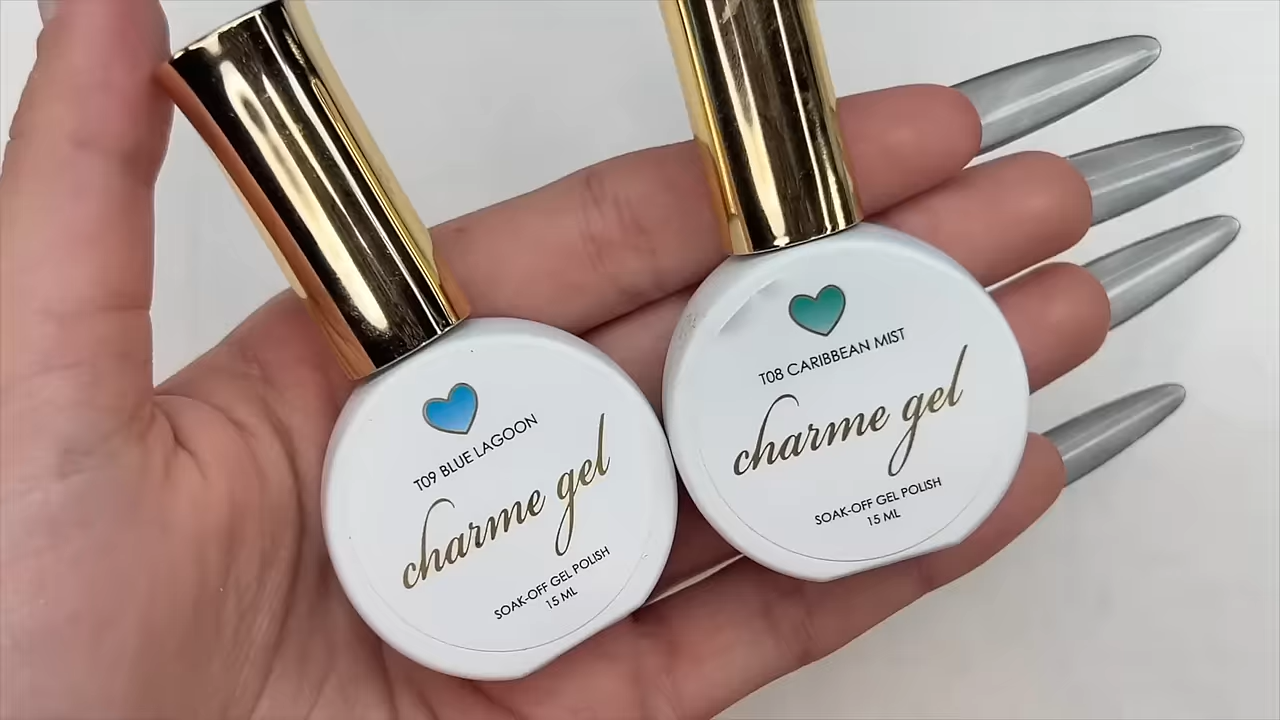 T09 BLUE LAGOON
charme gel
SOAK-OFF GEL POLISH
15 ML
T08 CARIBBEAN MIST
charme gel
SOAK-OFF GEL POLISH
15 ML